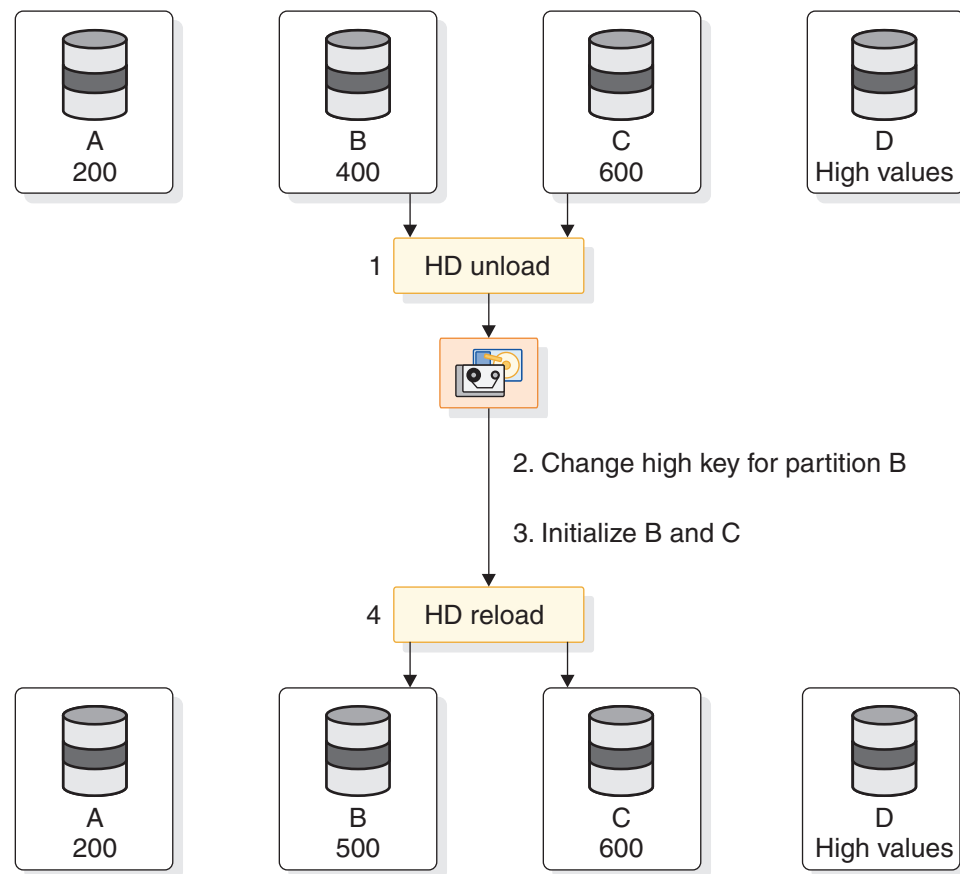 A
200
B
400
C
600
D
High values
1
HD unload
2. Change high key for partition B
3. Initialize B and C
4
HD reload
A
200
B
500
C
600
D
High values